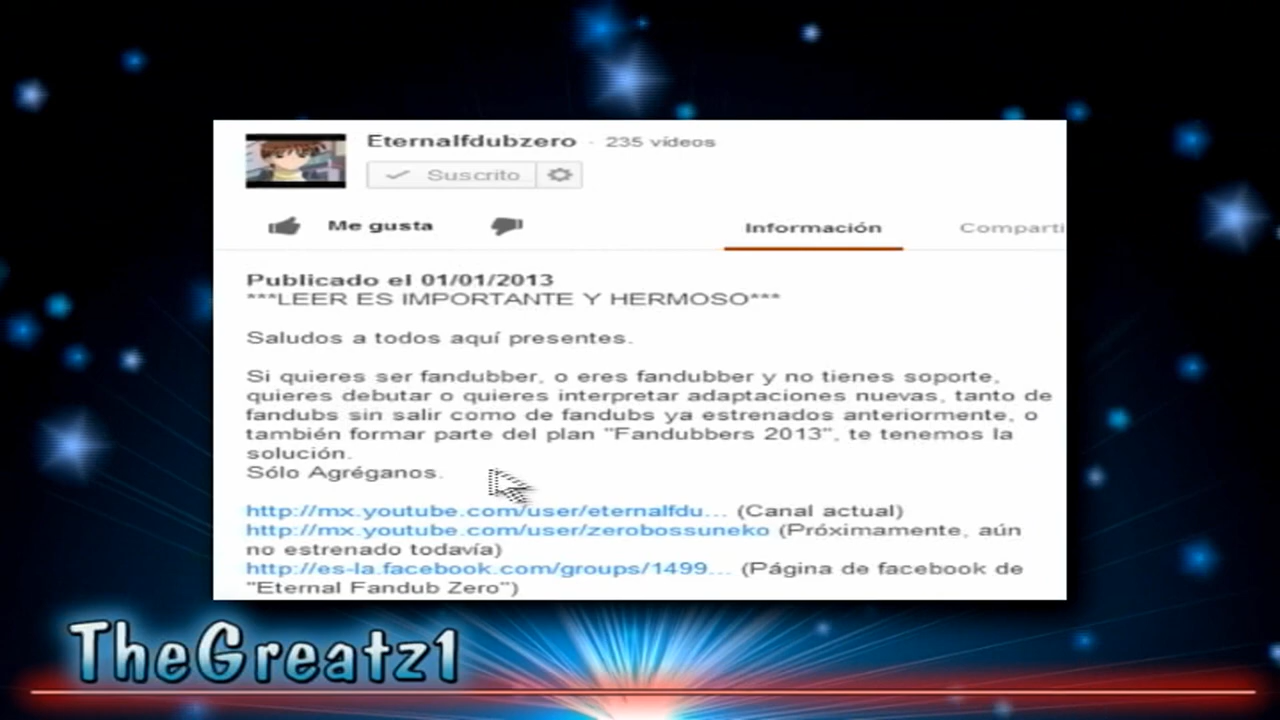 Eternalfdubzero · 235 vídeos
Suscrito
Me gusta
Información
Comparti
Publicado el 01/01/2013
***LEER ES IMPORTANTE Y HERMOSO***
Saludos a todos aquí presentes.
Si quieres ser fandubber, o eres fandubber y no tienes soporte,
quieres debutar o quieres interpretar adaptaciones nuevas, tanto de
fandubs sin salir como de fandubs ya estrenados anteriormente, o
también formar parte del plan "Fandubbers 2013", te tenemos la
solución.
Sólo Agréganos.
http://mx.youtube.com/user/eternalfdu... (Canal actual)
http://mx.youtube.com/user/zerobossuneko (Próximamente, aún
no estrenado todavía)
http://es-la.facebook.com/groups/1499... (Página de facebook de
"Eternal Fandub Zero")
TheGreatz1